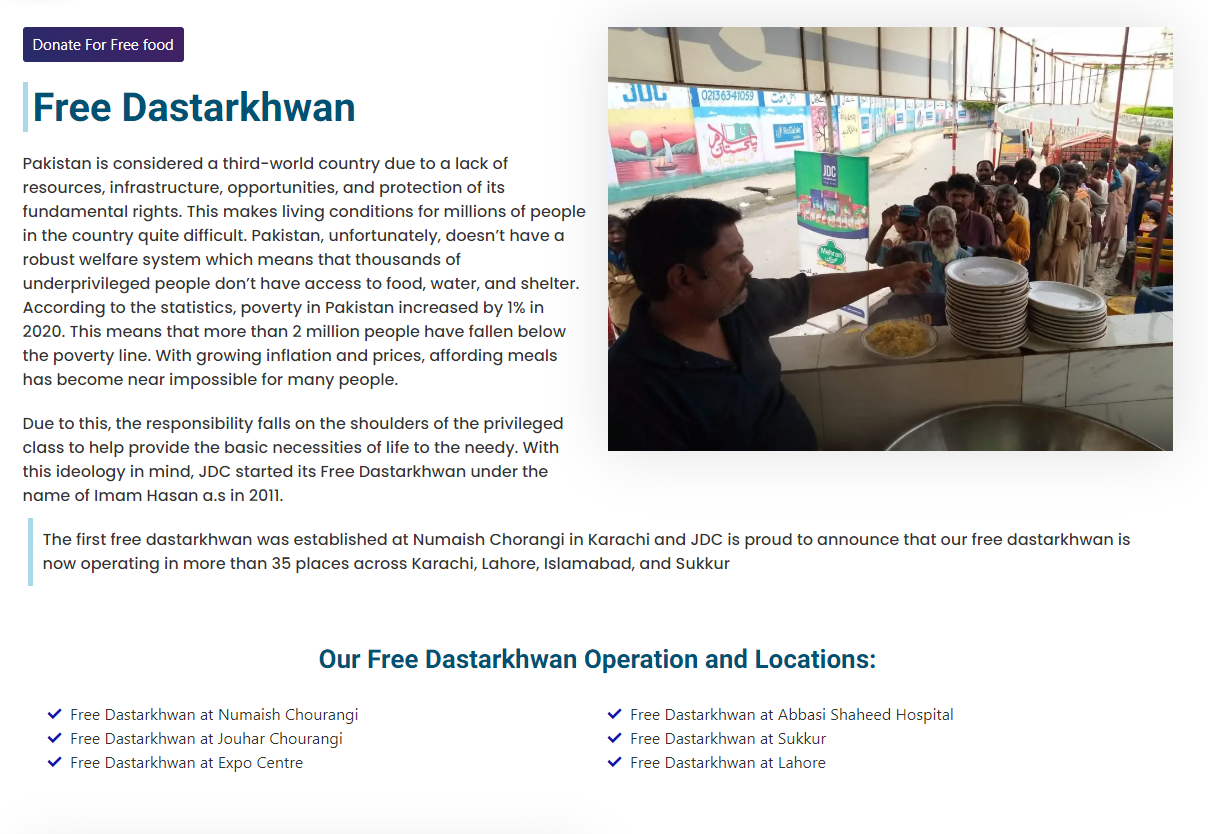 Donate For Free food
Free Dastarkhwan
Pakistan is considered a third-world country due to a lack of
resources, infrastructure, opportunities, and protection of its
fundamental rights. This makes living conditions for millions of people
in the country quite difficult. Pakistan, unfortunately, doesn’t have a
robust welfare system which means that thousands of
underprivileged people don’t have access to food, water, and shelter.
According to the statistics, poverty in Pakistan increased by 1% in
2020. This means that more than 2 million people have fallen below
the poverty line. With growing inflation and prices, affording meals
has become near impossible for many people.
Due to this, the responsibility falls on the shoulders of the privileged
class to help provide the basic necessities of life to the needy. With
this ideology in mind, JDC started its Free Dastarkhwan under the
name of Imam Hasan a.s in 2011.
JDC
02136341059
JDC
Mehran
The first free dastarkhwan was established at Numaish Chorangi in Karachi and JDC is proud to announce that our free dastarkhwan is
now operating in more than 35 places across Karachi, Lahore, Islamabad, and Sukkur
Our Free Dastarkhwan Operation and Locations:
Free Dastarkhwan at Numaish Chourangi
Free Dastarkhwan at Jouhar Chourangi
Free Dastarkhwan at Expo Centre
Free Dastarkhwan at Abbasi Shaheed Hospital
Free Dastarkhwan at Sukkur
Free Dastarkhwan at Lahore